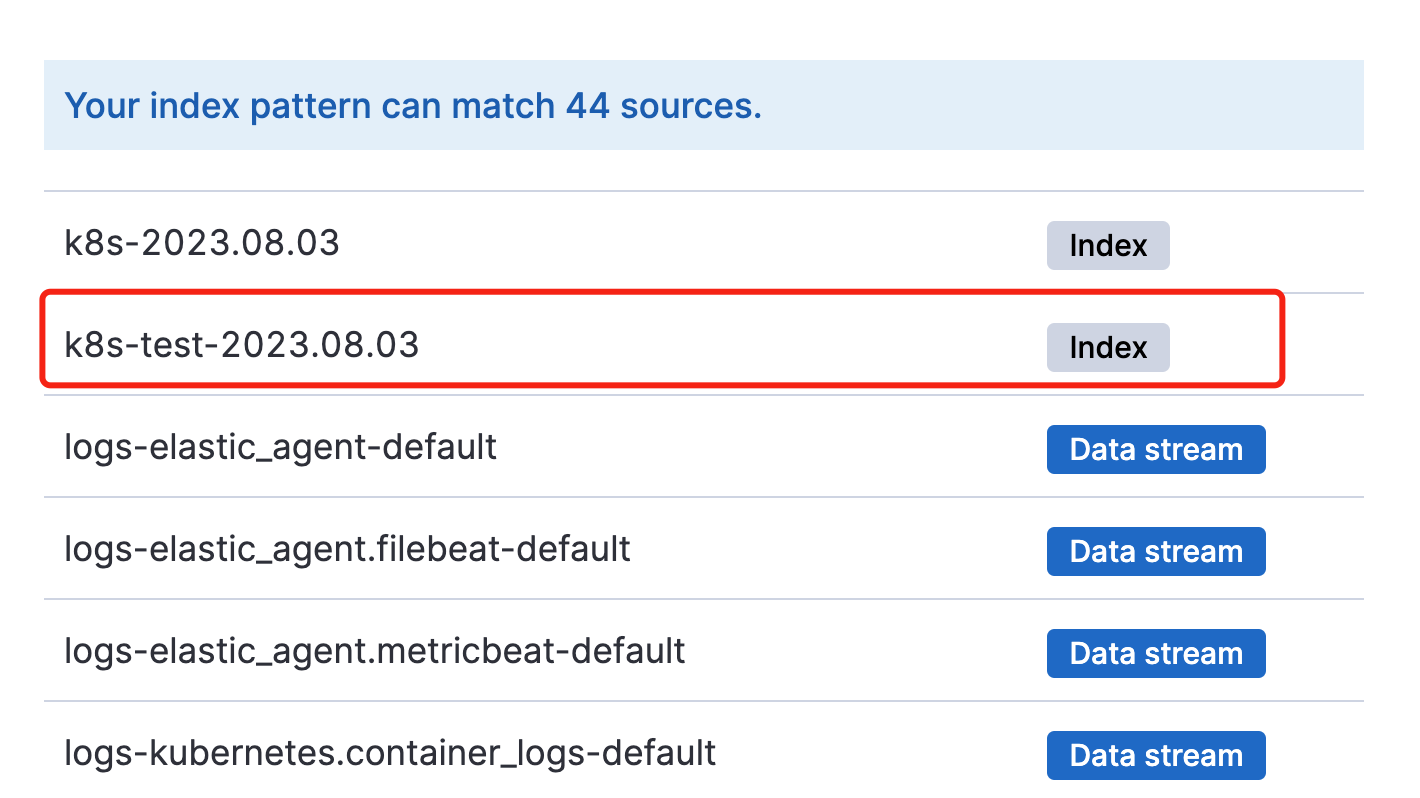 Your index pattern can match 44 sources.
k8s-2023.08.03 Index
k8s-test-2023.08.03 Index
logs-elastic_agent-default Data stream
logs-elastic_agent.filebeat-default Data stream
logs-elastic_agent.metricbeat-default Data stream
logs-kubernetes.container_logs-default Data stream